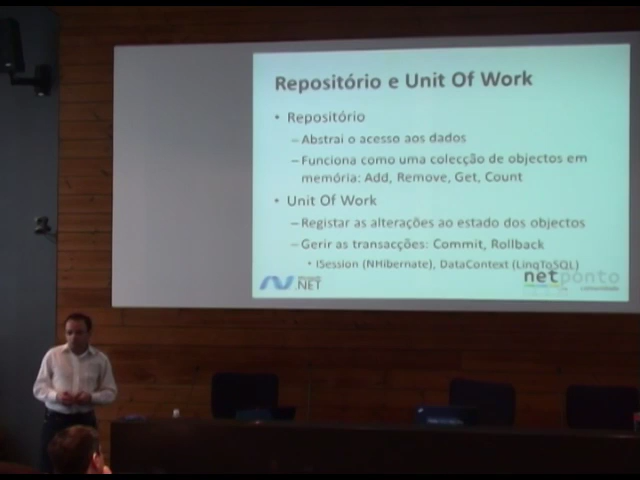 Repositório e Unit Of Work
• Repositório
– Abstrai o acesso aos dados
– Funciona como uma colecção de objectos em
memória: Add, Remove, Get, Count
• Unit Of Work
– Registar as alterações ao estado dos objectos
– Gerir as transacções: Commit, Rollback
• ISession (NHibernate), DataContext (LinqToSQL)
.NET
netponto